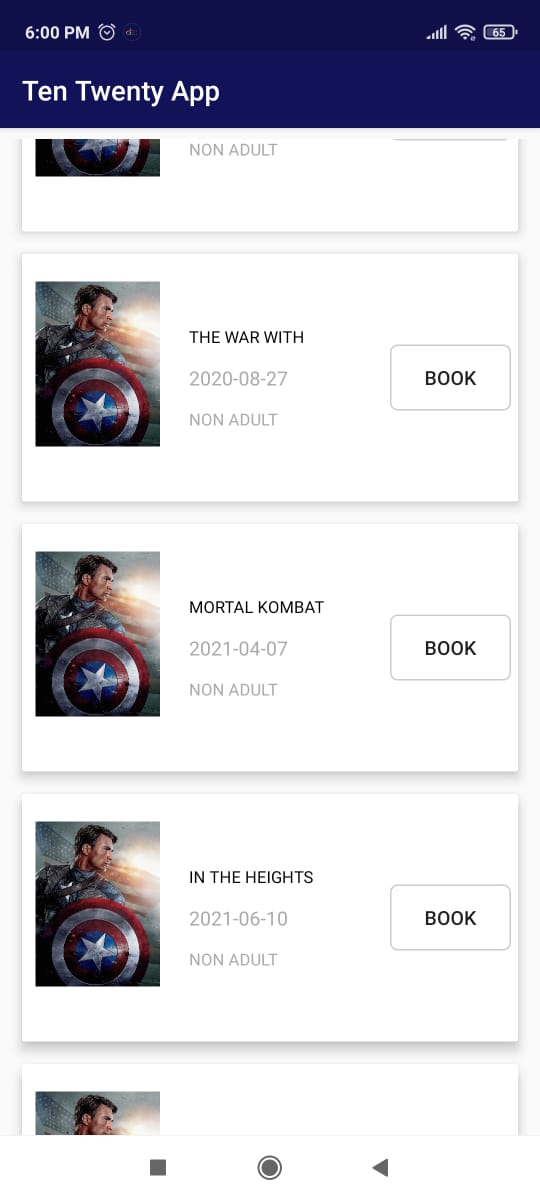 6:00 PM
65
Ten Twenty App
NON ADULT
THE WAR WITH
2020-08-27
BOOK
NON ADULT
MORTAL KOMBAT
2021-04-07
BOOK
NON ADULT
IN THE HEIGHTS
2021-06-10
BOOK
NON ADULT